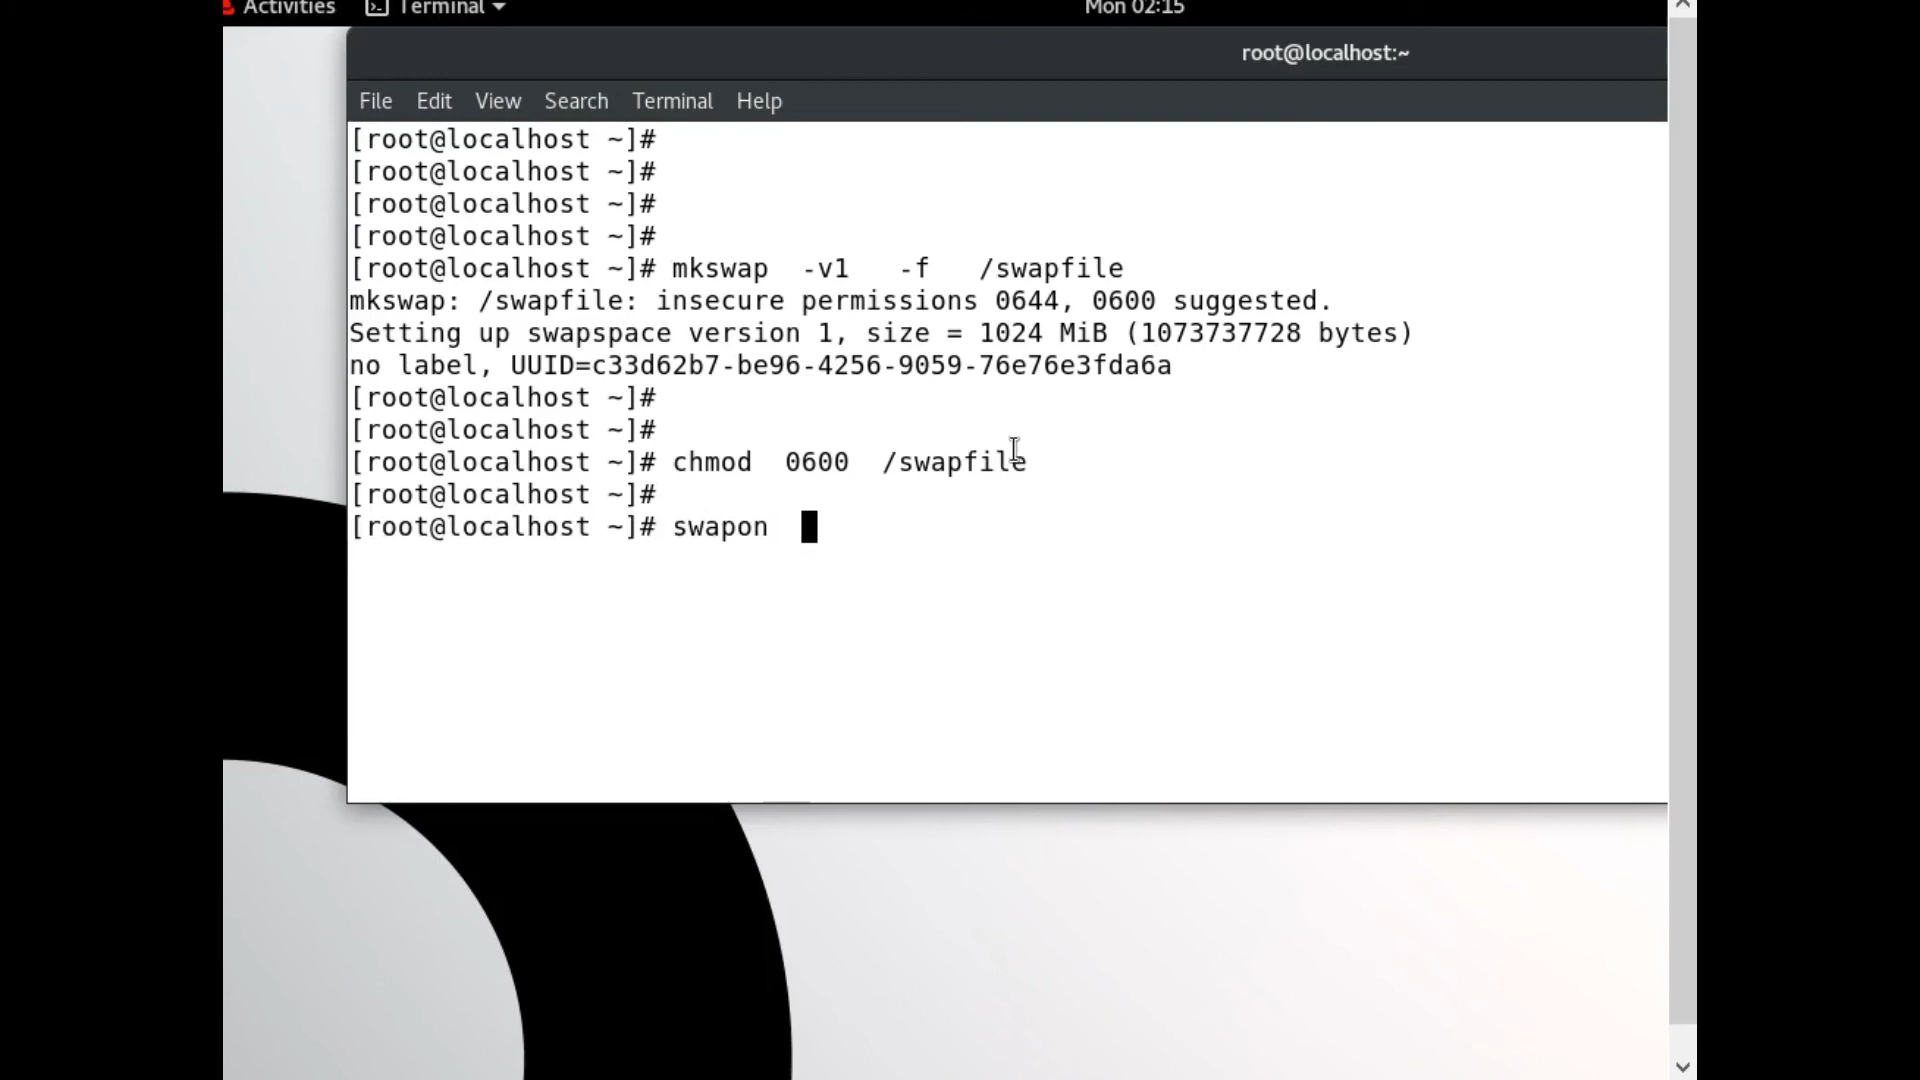 Activities Terminal Mon 02:15
root@localhost:~
File Edit View Search Terminal Help
[root@localhost ~]#
[root@localhost ~]#
[root@localhost ~]#
[root@localhost ~]#
[root@localhost ~]# mkswap  -v1   -f   /swapfile
mkswap: /swapfile: insecure permissions 0644, 0600 suggested.
Setting up swapspace version 1, size = 1024 MiB (1073737728 bytes)
no label, UUID=c33d62b7-be96-4256-9059-76e76e3fda6a
[root@localhost ~]#
[root@localhost ~]#
[root@localhost ~]# chmod  0600  /swapfile
[root@localhost ~]#
[root@localhost ~]# swapon